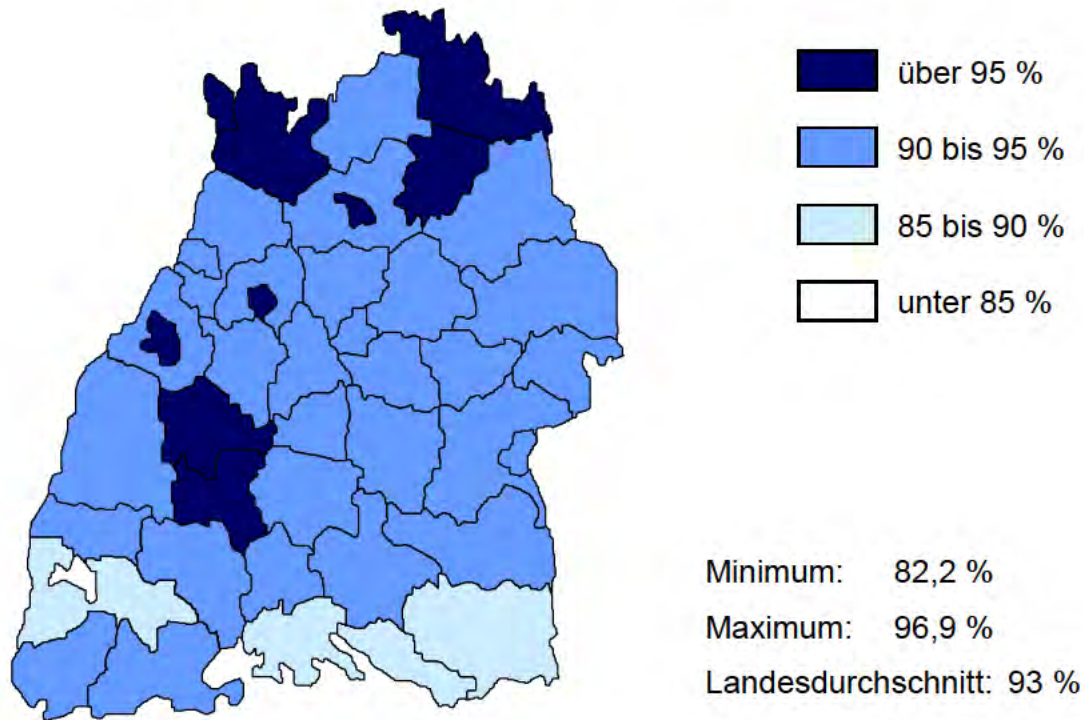 über 95 %
90 bis 95 %
85 bis 90 %
unter 85 %
Minimum: 82,2 %
Maximum: 96,9 %
Landesdurchschnitt: 93 %